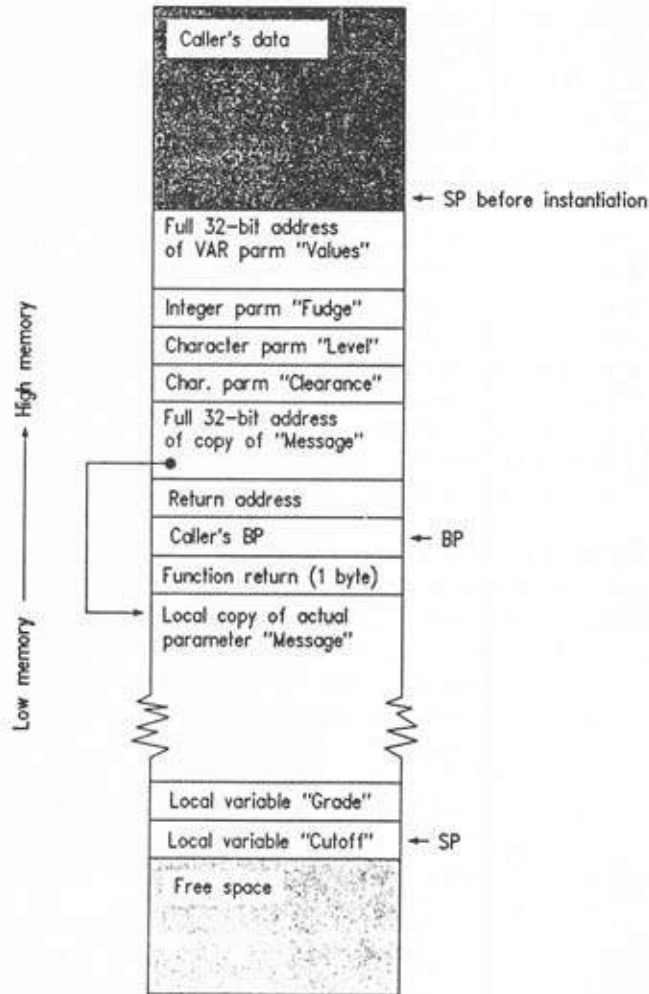 Caller's data
← SP before instantiation
Full 32-bit address
of VAR parm "Values"
Integer parm "Fudge"
Character parm "Level"
Char. parm "Clearance"
Full 32-bit address
of copy of "Message"
Return address
Caller's BP
← BP
Function return (1 byte)
Local copy of actual
parameter "Message"
Low memory → High memory
Local variable "Grade"
Local variable "Cutoff"
← SP
Free space